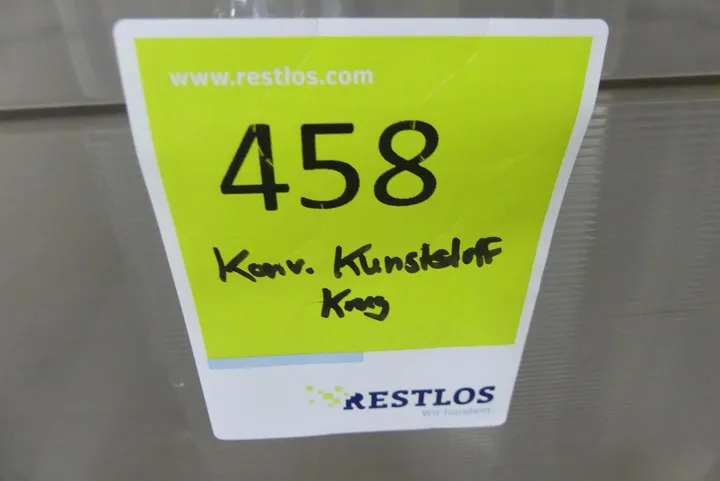 www.restlos.com
458
Konv. Kunststoff
Krug
RESTLOS
Wir handeln.